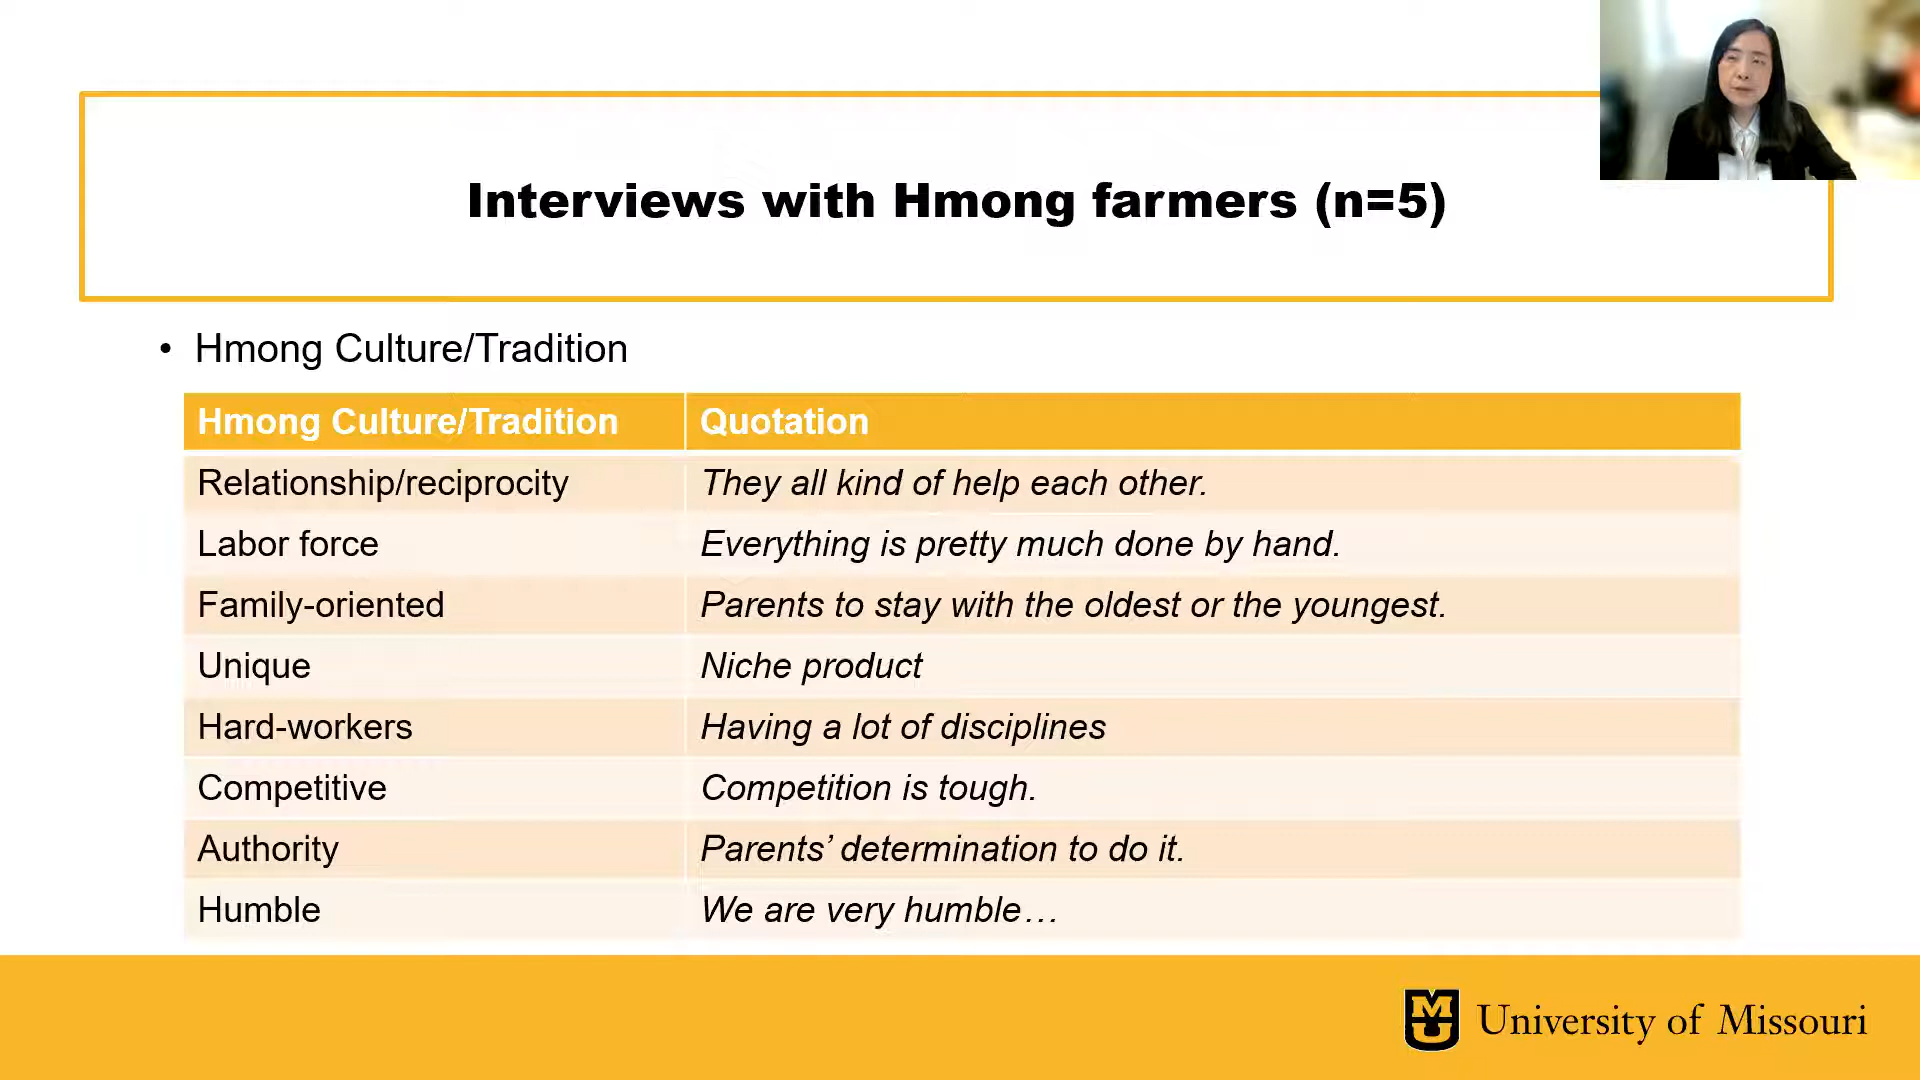 Interviews with Hmong farmers (n=5)
• Hmong Culture/Tradition
Hmong Culture/Tradition Quotation
Relationship/reciprocity They all kind of help each other.
Labor force Everything is pretty much done by hand.
Family-oriented Parents to stay with the oldest or the youngest.
Unique Niche product
Hard-workers Having a lot of disciplines
Competitive Competition is tough.
Authority Parents’ determination to do it.
Humble We are very humble…
MU University of Missouri